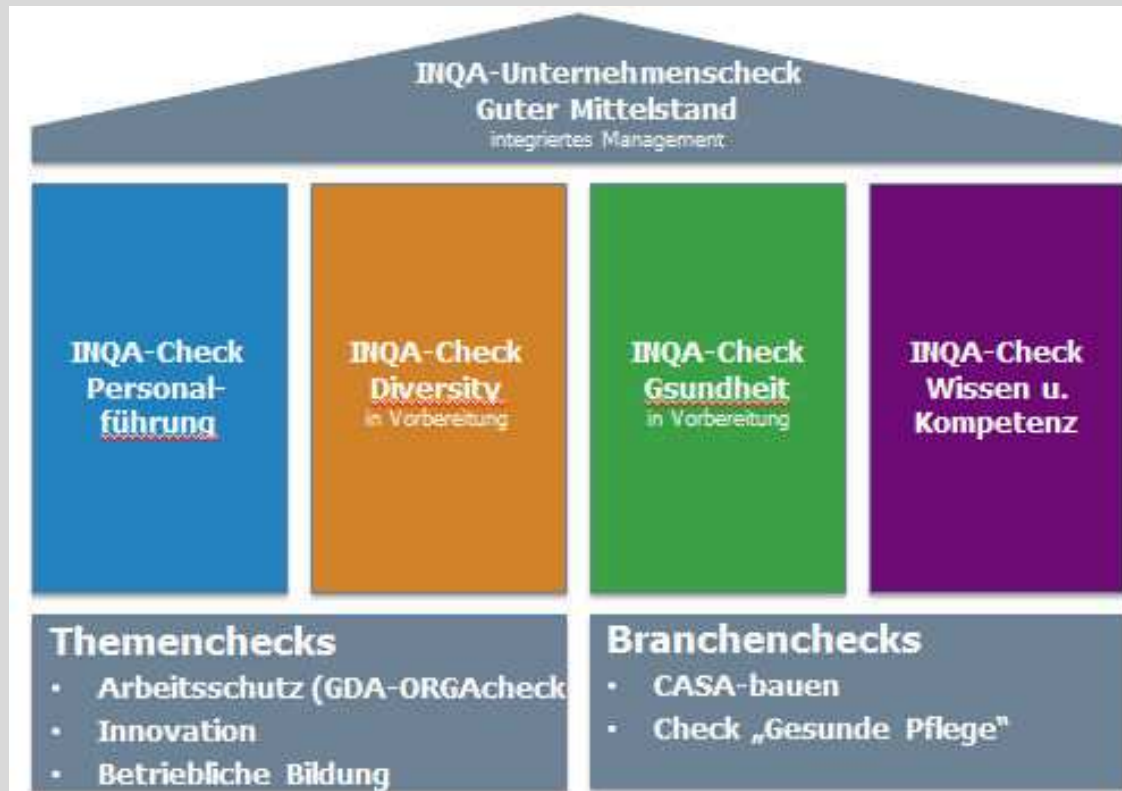 INQA-Unternehmenscheck
Guter Mittelstand
integriertes Management
INQA-Check
Personal-
führung
INQA-Check
Diversity
in Vorbereitung
INQA-Check
Gsundheit
in Vorbereitung
INQA-Check
Wissen u.
Kompetenz
Themenchecks
• Arbeitsschutz (GDA-ORGAcheck
• Innovation
• Betriebliche Bildung
Branchenchecks
• CASA-bauen
• Check „Gesunde Pflege“